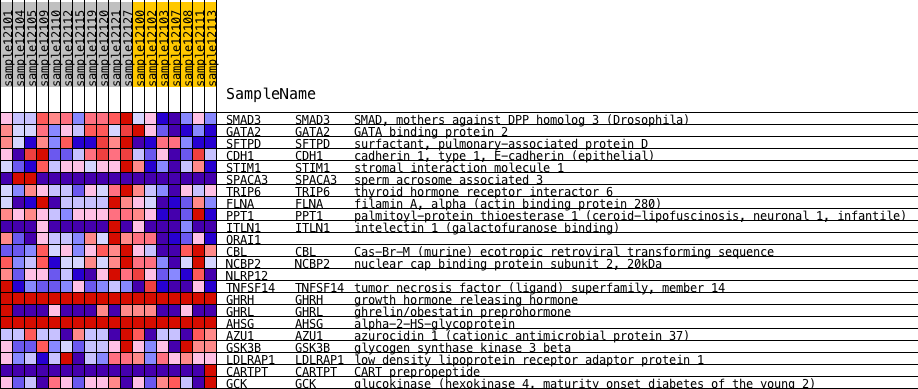 sample12101
sample12104
sample12105
sample12109
sample12110
sample12112
sample12115
sample12119
sample12120
sample12121
sample12127
sample12100
sample12102
sample12103
sample12107
sample12108
sample12111
sample12113
SampleName
SMAD3 SMAD3 SMAD, mothers against DPP homolog 3 (Drosophila)
GATA2 GATA2 GATA binding protein 2
SFTPD SFTPD surfactant, pulmonary-associated protein D
CDH1 CDH1 cadherin 1, type 1, E-cadherin (epithelial)
STIM1 STIM1 stromal interaction molecule 1
SPACA3 SPACA3 sperm acrosome associated 3
TRIP6 TRIP6 thyroid hormone receptor interactor 6
FLNA FLNA filamin A, alpha (actin binding protein 280)
PPT1 PPT1 palmitoyl-protein thioesterase 1 (ceroid-lipofuscinosis, neuronal 1, infantile)
ITLN1 ITLN1 intelectin 1 (galactofuranose binding)
ORAI1
CBL CBL Cas-Br-M (murine) ecotropic retroviral transforming sequence
NCBP2 NCBP2 nuclear cap binding protein subunit 2, 20kDa
NLRP12
TNFSF14 TNFSF14 tumor necrosis factor (ligand) superfamily, member 14
GHRH GHRH growth hormone releasing hormone
GHRL GHRL ghrelin/obestatin preprohormone
AHSG AHSG alpha-2-HS-glycoprotein
AZU1 AZU1 azurocidin 1 (cationic antimicrobial protein 37)
GSK3B GSK3B glycogen synthase kinase 3 beta
LDLRAP1 LDLRAP1 low density lipoprotein receptor adaptor protein 1
CARTPT CARTPT CART prepropeptide
GCK GCK glucokinase (hexokinase 4, maturity onset diabetes of the young 2)